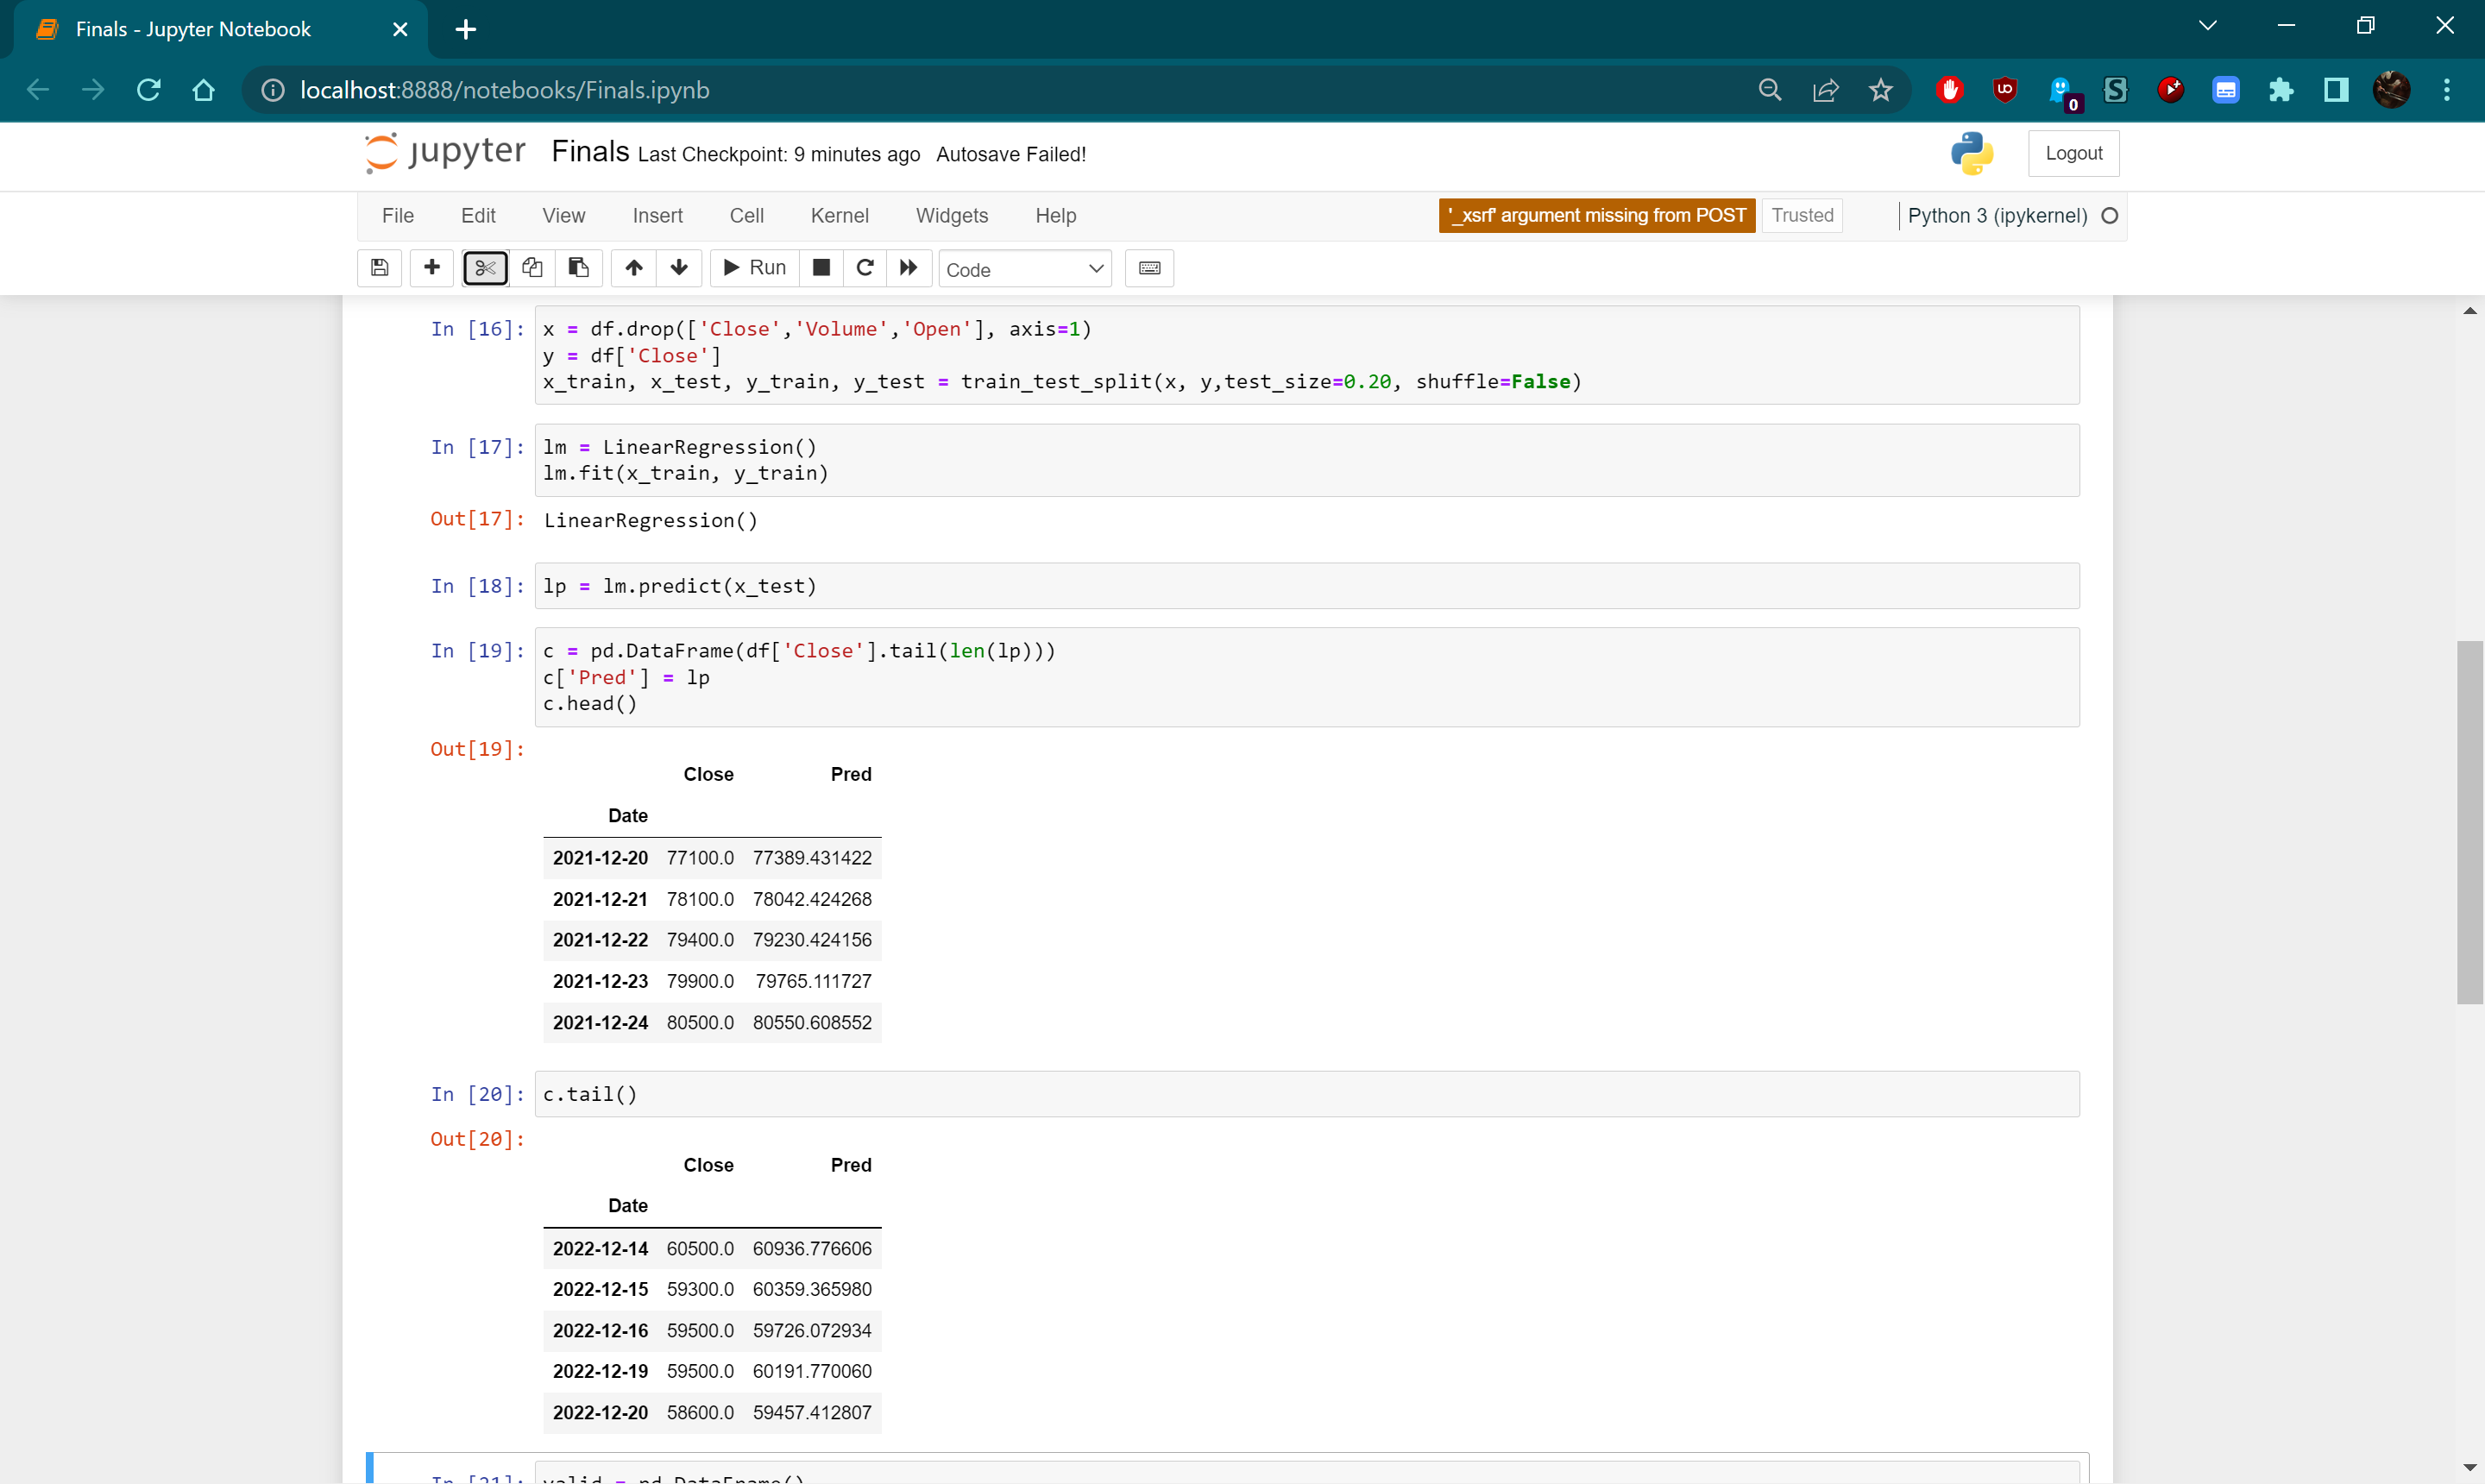 Finals - Jupyter Notebook
localhost:8888/notebooks/Finals.ipynb
0
jupyter Finals Last Checkpoint: 9 minutes ago Autosave Failed!
Logout
File Edit View Insert Cell Kernel Widgets Help
'_xsrf' argument missing from POST Trusted Python 3 (ipykernel)
Run Code
In [16]: x = df.drop(['Close','Volume','Open'], axis=1)
y = df['Close']
x_train, x_test, y_train, y_test = train_test_split(x, y,test_size=0.20, shuffle=False)
In [17]: lm = LinearRegression()
lm.fit(x_train, y_train)
Out[17]: LinearRegression()
In [18]: lp = lm.predict(x_test)
In [19]: c = pd.DataFrame(df['Close'].tail(len(lp)))
c['Pred'] = lp
c.head()
Out[19]:
Close Pred
Date
2021-12-20 77100.0 77389.431422
2021-12-21 78100.0 78042.424268
2021-12-22 79400.0 79230.424156
2021-12-23 79900.0 79765.111727
2021-12-24 80500.0 80550.608552
In [20]: c.tail()
Out[20]:
Close Pred
Date
2022-12-14 60500.0 60936.776606
2022-12-15 59300.0 60359.365980
2022-12-16 59500.0 59726.072934
2022-12-19 59500.0 60191.770060
2022-12-20 58600.0 59457.412807
In [21]: valid = pd.DataFrame()